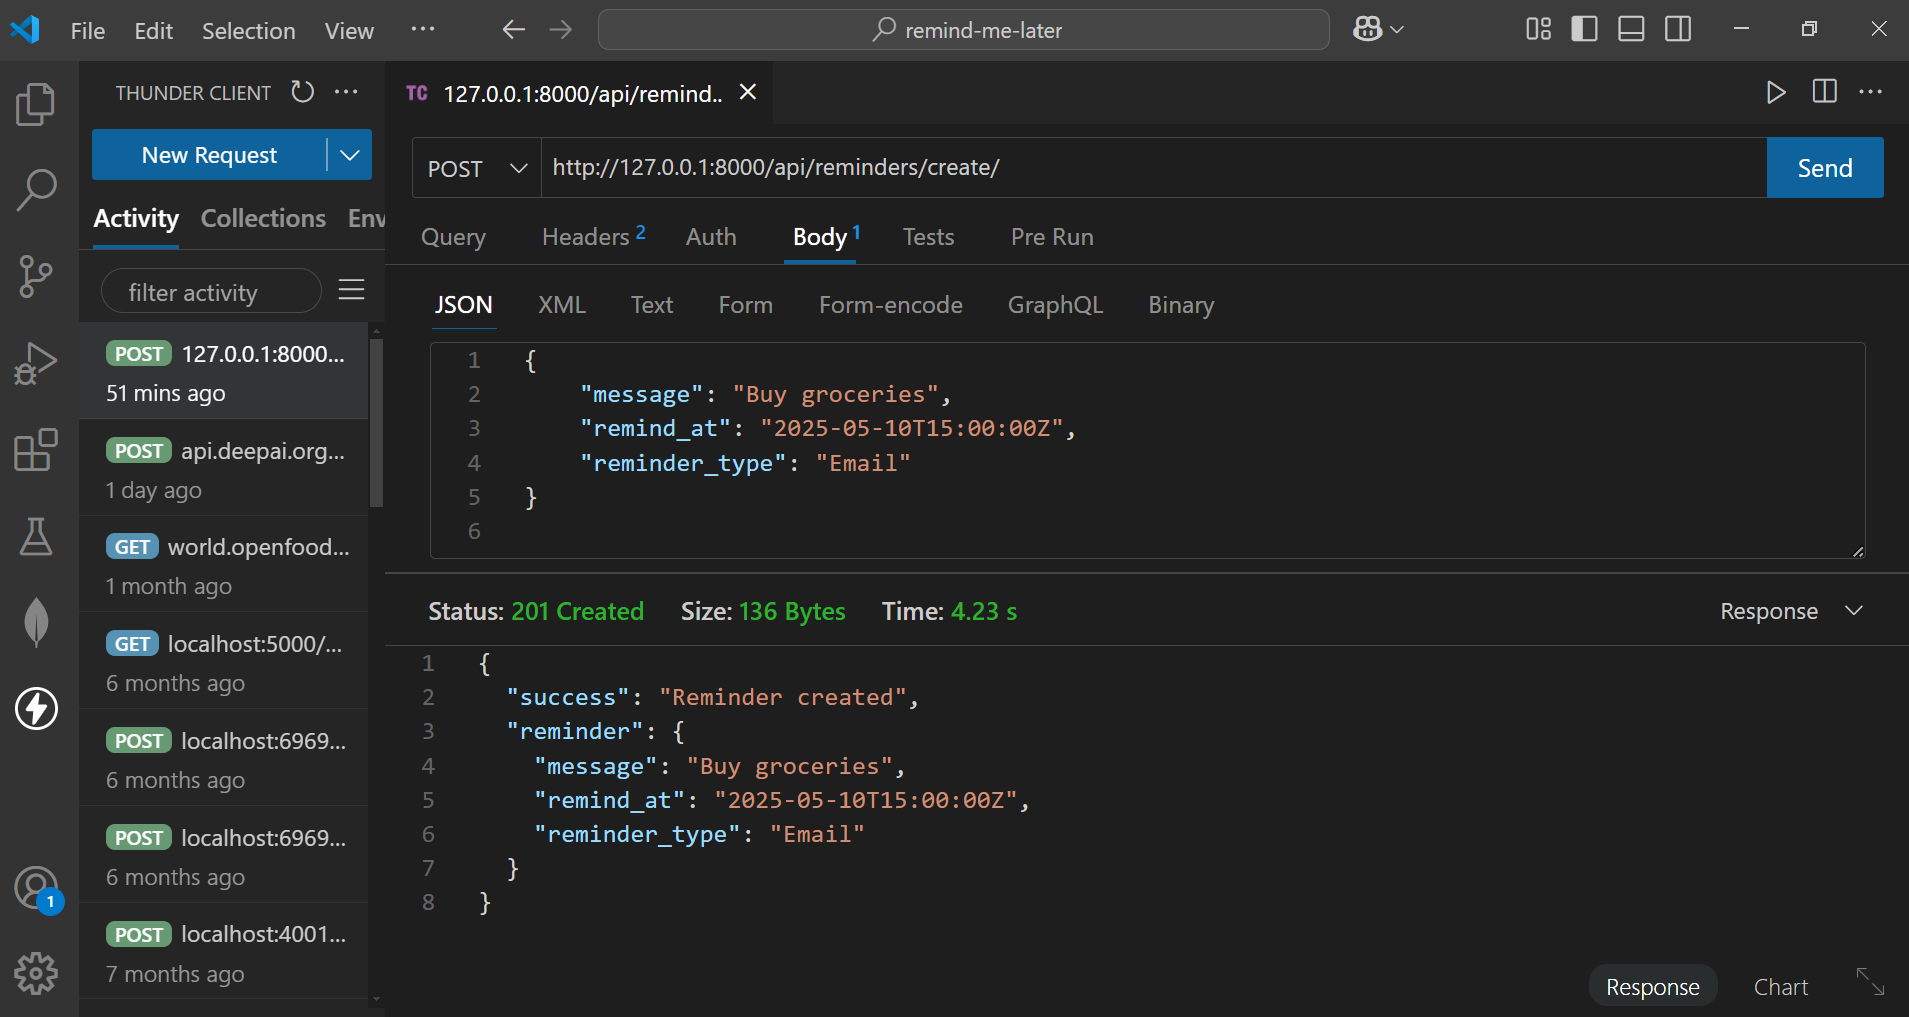 File Edit Selection View ···
remind-me-later
THUNDER CLIENT
New Request
Activity Collections Env
filter activity
POST 127.0.0.1:8000...
51 mins ago
POST api.deepai.org...
1 day ago
GET world.openfood...
1 month ago
GET localhost:5000/...
6 months ago
POST localhost:6969...
6 months ago
POST localhost:6969...
6 months ago
POST localhost:4001...
7 months ago
1
TC 127.0.0.1:8000/api/remind..
POST http://127.0.0.1:8000/api/reminders/create/ Send
Query Headers 2 Auth Body 1 Tests Pre Run
JSON XML Text Form Form-encode GraphQL Binary
1 {
2 "message": "Buy groceries",
3 "remind_at": "2025-05-10T15:00:00Z",
4 "reminder_type": "Email"
5 }
6
Status: 201 Created Size: 136 Bytes Time: 4.23 s Response
1 {
2 "success": "Reminder created",
3 "reminder": {
4 "message": "Buy groceries",
5 "remind_at": "2025-05-10T15:00:00Z",
6 "reminder_type": "Email"
7 }
8 }
Response Chart